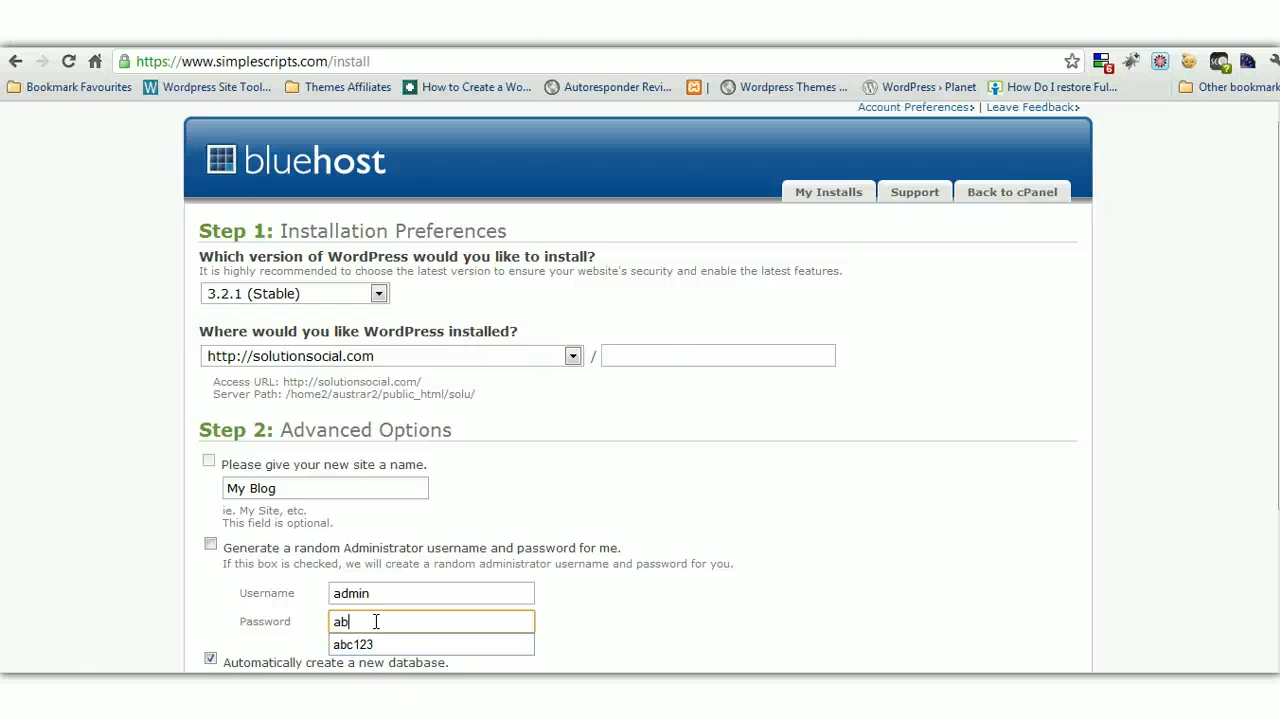 https://www.simplescripts.com/install
Bookmark Favourites Wordpress Site Tool... Themes Affiliates How to Create a Wo... Autoresponder Revi... Wordpress Themes ... WordPress › Planet How Do I restore Ful... Other bookmark
Account Preferences> | Leave Feedback>
bluehost
My Installs Support Back to cPanel
Step 1: Installation Preferences
Which version of WordPress would you like to install?
It is highly recommended to choose the latest version to ensure your website's security and enable the latest features.
3.2.1 (Stable)
Where would you like WordPress installed?
http://solutionsocial.com /
Access URL: http://solutionsocial.com/
Server Path: /home2/austrar2/public_html/solu/
Step 2: Advanced Options
Please give your new site a name.
My Blog
ie. My Site, etc.
This field is optional.
Generate a random Administrator username and password for me.
If this box is checked, we will create a random administrator username and password for you.
Username admin
Password ab
abc123
Automatically create a new database.